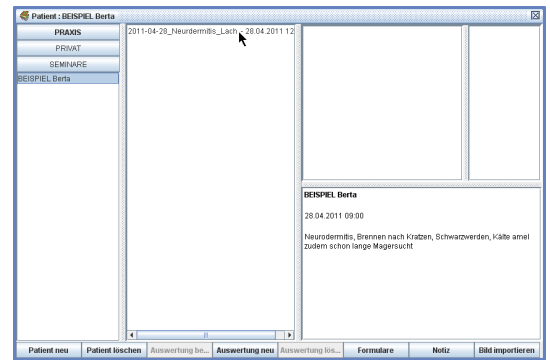 Patient : BEISPIEL Berta
PRAXIS
PRIVAT
SEMINARE
BEISPIEL Berta
2011-04-28_Neurdermitis_Lach - 28.04.2011 12
BEISPIEL Berta
28.04.2011 09:00
Neurodermitis, Brennen nach Kratzen, Schwarzwerden, Kälte amel
zudem schon lange Magersucht
Patient neu
Patient löschen
Auswertung be...
Auswertung neu
Auswertung lös...
Formulare
Notiz
Bild importieren